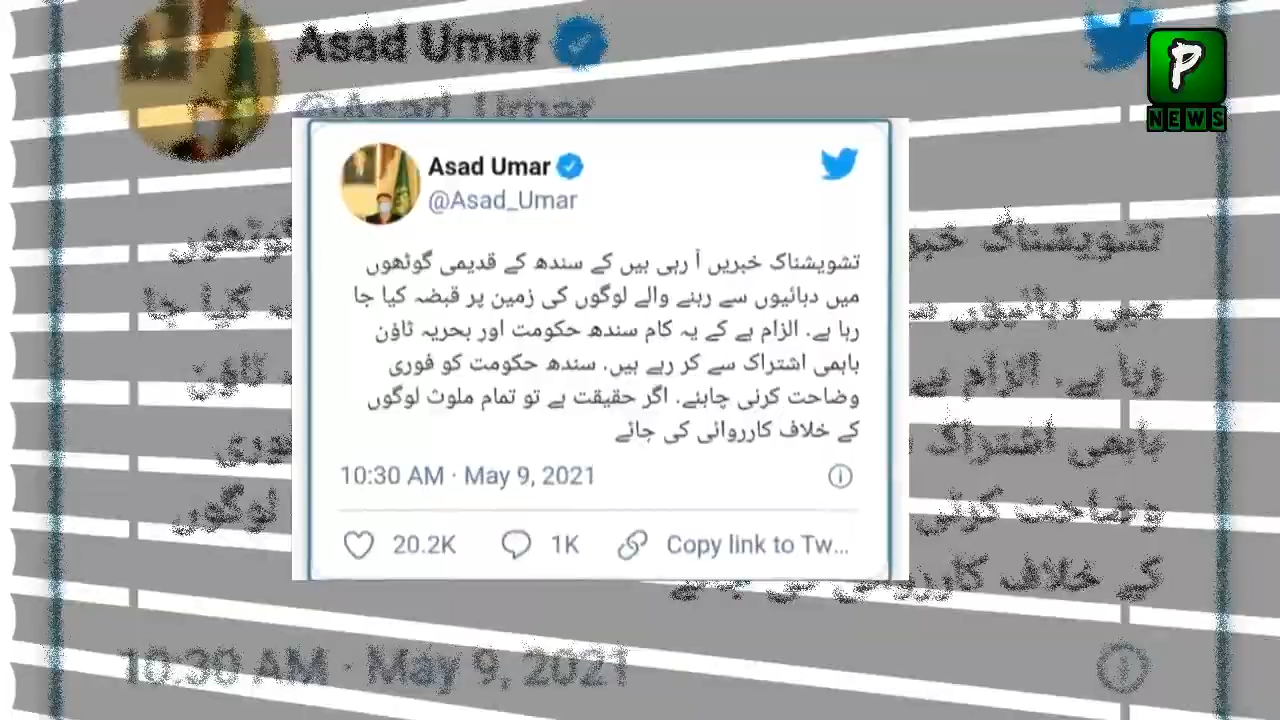 Asad Umar
@Asad_Umar
P
NEWS
Asad Umar
@Asad_Umar
تشویشناک خبریں آ رہی ہیں کے سندھ کے قدیمی گوٹھوں
میں دہائیوں سے رہنے والے لوگوں کی زمین پر قبضہ کیا جا
رہا ہے. الزام ہے کے یہ کام سندھ حکومت اور بحریہ ٹاؤن
باہمی اشتراک سے کر رہے ہیں. سندھ حکومت کو فوری
وضاحت کرنی چاہئے. اگر حقیقت ہے تو تمام ملوث لوگوں
کے خلاف کارروائی کی جائے
10:30 AM · May 9, 2021
20.2K
1K
Copy link to Tw...
10:30 AM · May 9, 2021